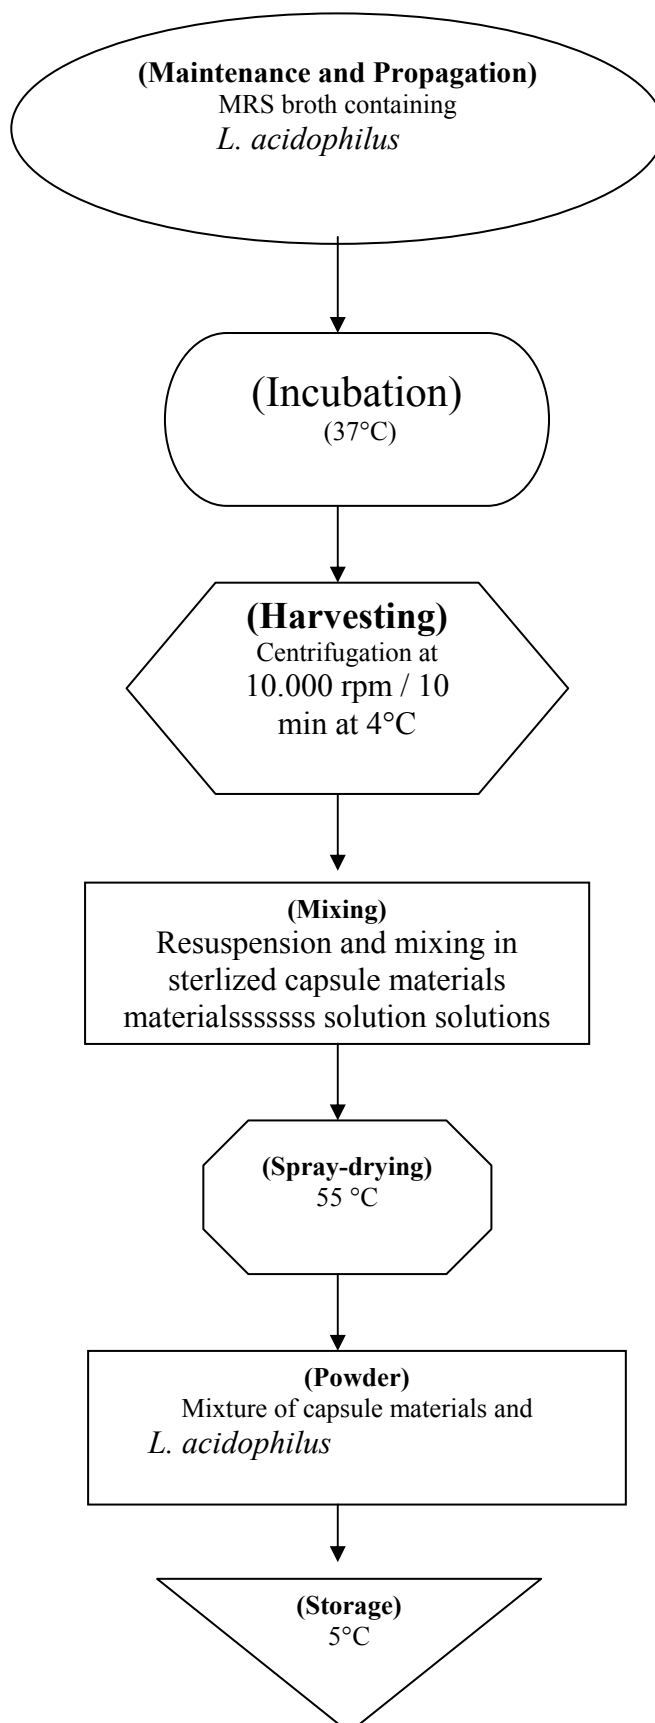 (Maintenance and Propagation)
MRS broth containing
L. acidophilus
(Incubation)
(37°C)
(Harvesting)
Centrifugation at
10.000 rpm / 10
min at 4°C
(Mixing)
Resuspension and mixing in
sterlized capsule materials
materialsssssss solution solutions
(Spray-drying)
55 °C
(Powder)
Mixture of capsule materials and
L. acidophilus
(Storage)
5°C